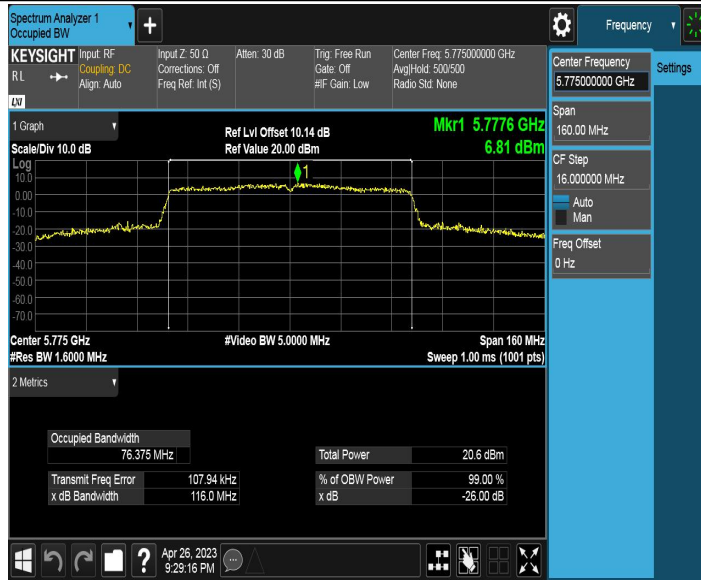 Spectrum Analyzer 1
Occupied BW
Frequency
KEYSIGHT
RL
LXI
Input: RF
Coupling: DC
Align: Auto
Input Z: 50 Ω
Corrections: Off
Freq Ref: Int (S)
Atten: 30 dB
Trig: Free Run
Gate: Off
#IF Gain: Low
Center Freq: 5.775000000 GHz
Avg|Hold: 500/500
Radio Std: None
Center Frequency
5.775000000 GHz
Settings
Span
160.00 MHz
CF Step
16.000000 MHz
Auto
Man
Freq Offset
0 Hz
1 Graph
Scale/Div 10.0 dB
Ref Lvl Offset 10.14 dB
Ref Value 20.00 dBm
Mkr1 5.7776 GHz
6.81 dBm
Log
10.0
0.00
-10.0
-20.0
-30.0
-40.0
-50.0
-60.0
-70.0
1
Center 5.775 GHz
#Res BW 1.6000 MHz
#Video BW 5.0000 MHz
Span 160 MHz
Sweep 1.00 ms (1001 pts)
2 Metrics
Occupied Bandwidth
76.375 MHz
Total Power 20.6 dBm
Transmit Freq Error 107.94 kHz
% of OBW Power 99.00 %
x dB Bandwidth 116.0 MHz
x dB -26.00 dB
?
Apr 26, 2023
9:29:16 PM